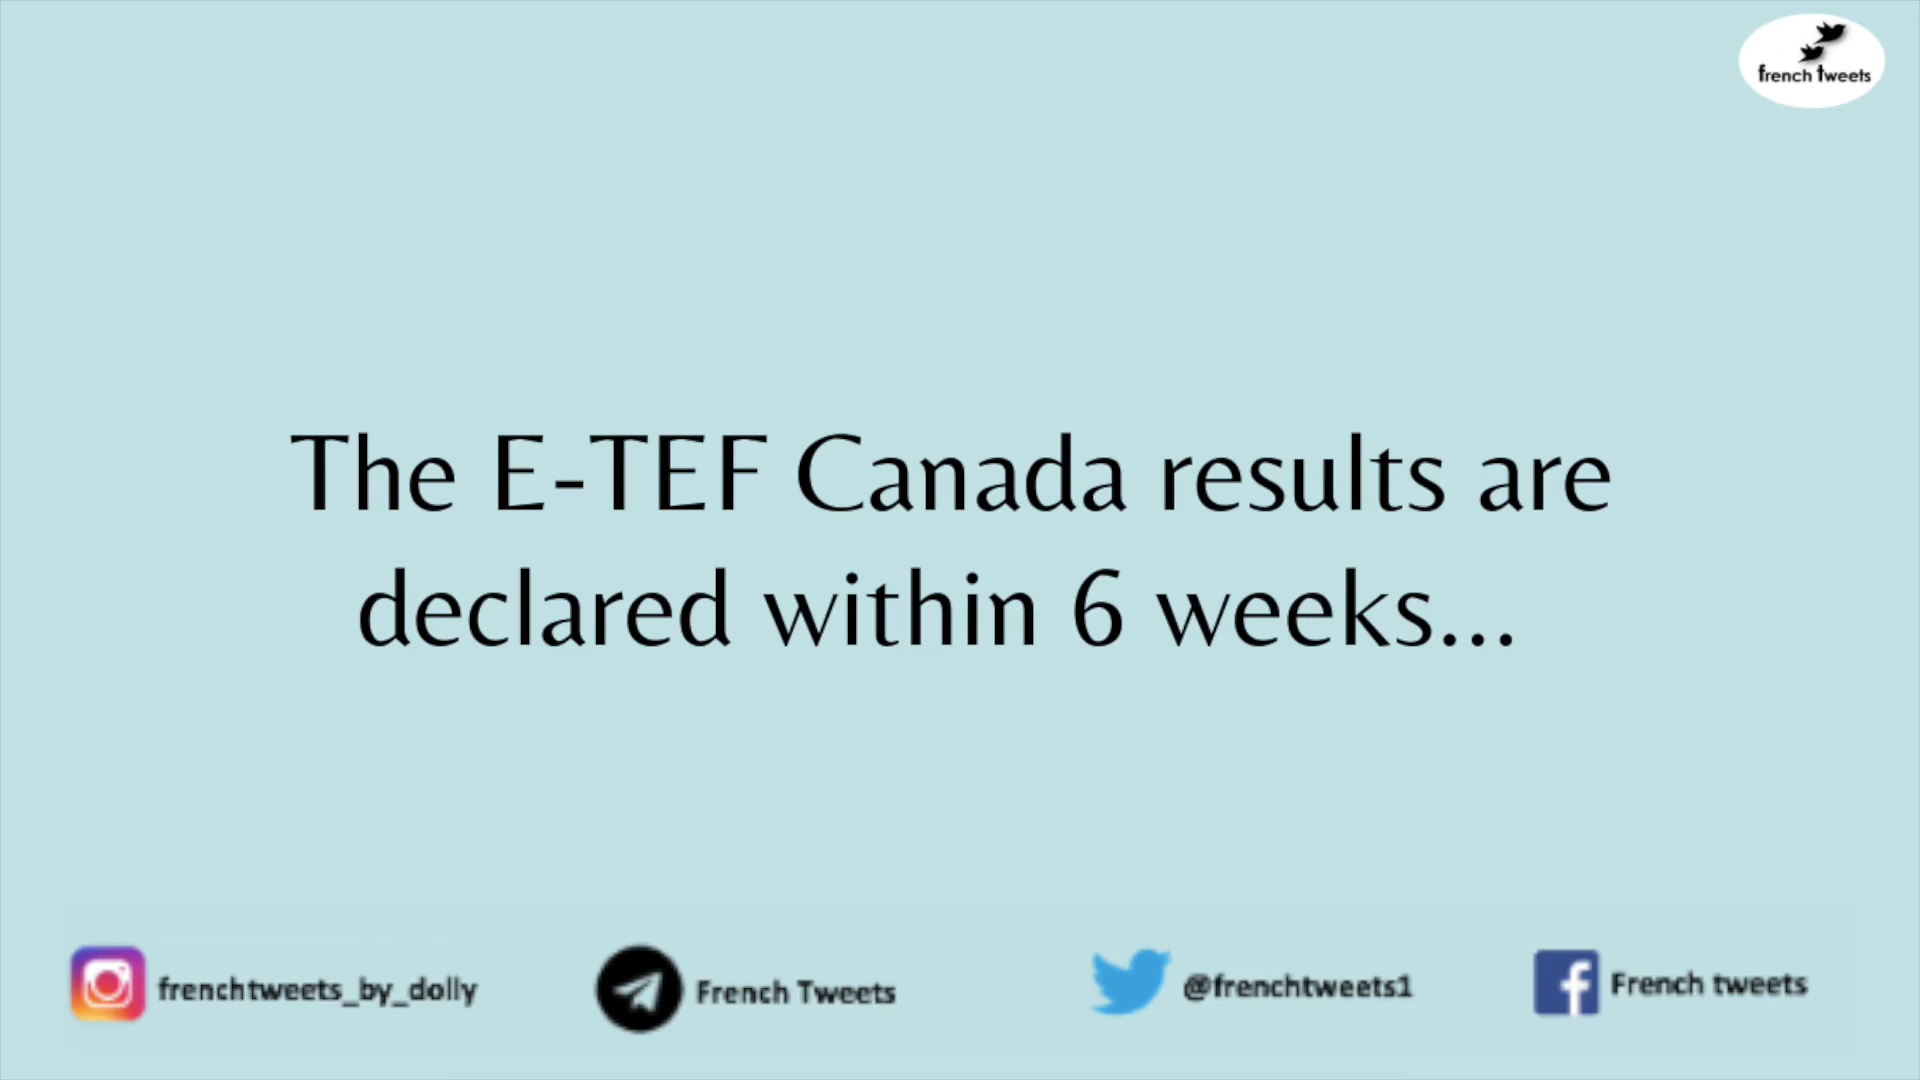 french tweets
The E-TEF Canada results are
declared within 6 weeks...
frenchtweets_by_dolly
French Tweets
@frenchtweets1
French tweets